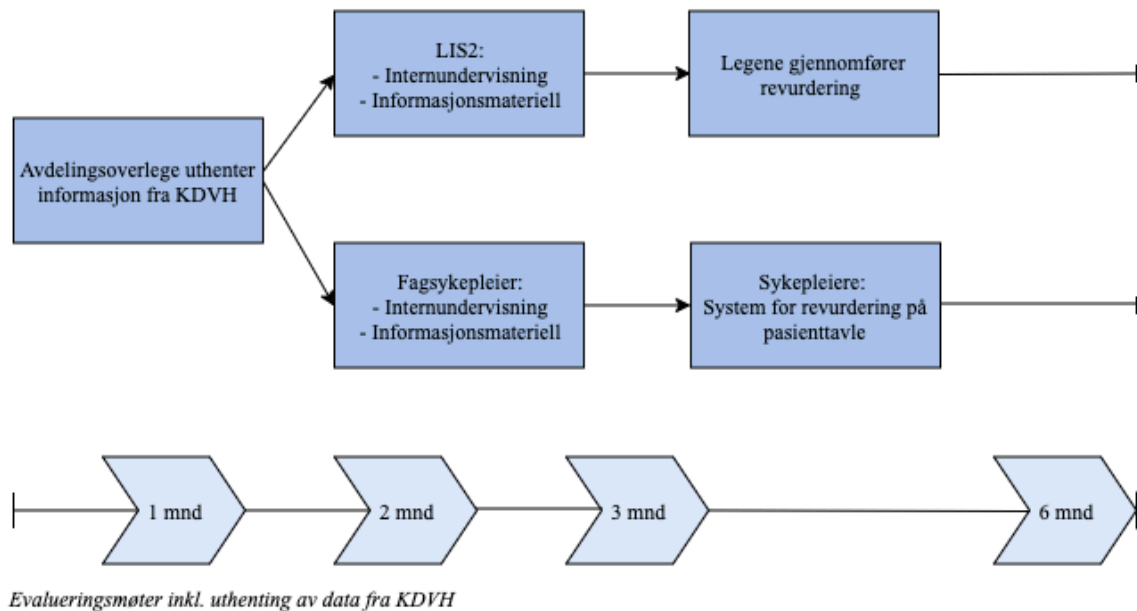 Avdelingsoverlege uthenter
informasjon fra KDVH
LIS2:
- Internundervisning
- Informasjonsmateriell
Legene gjennomfører
revurdering
Fagsykepleier:
- Internundervisning
- Informasjonsmateriell
Sykepleiere:
System for revurdering på
pasienttavle
1 mnd
2 mnd
3 mnd
6 mnd
Evalueringsmøter inkl. uthenting av data fra KDVH